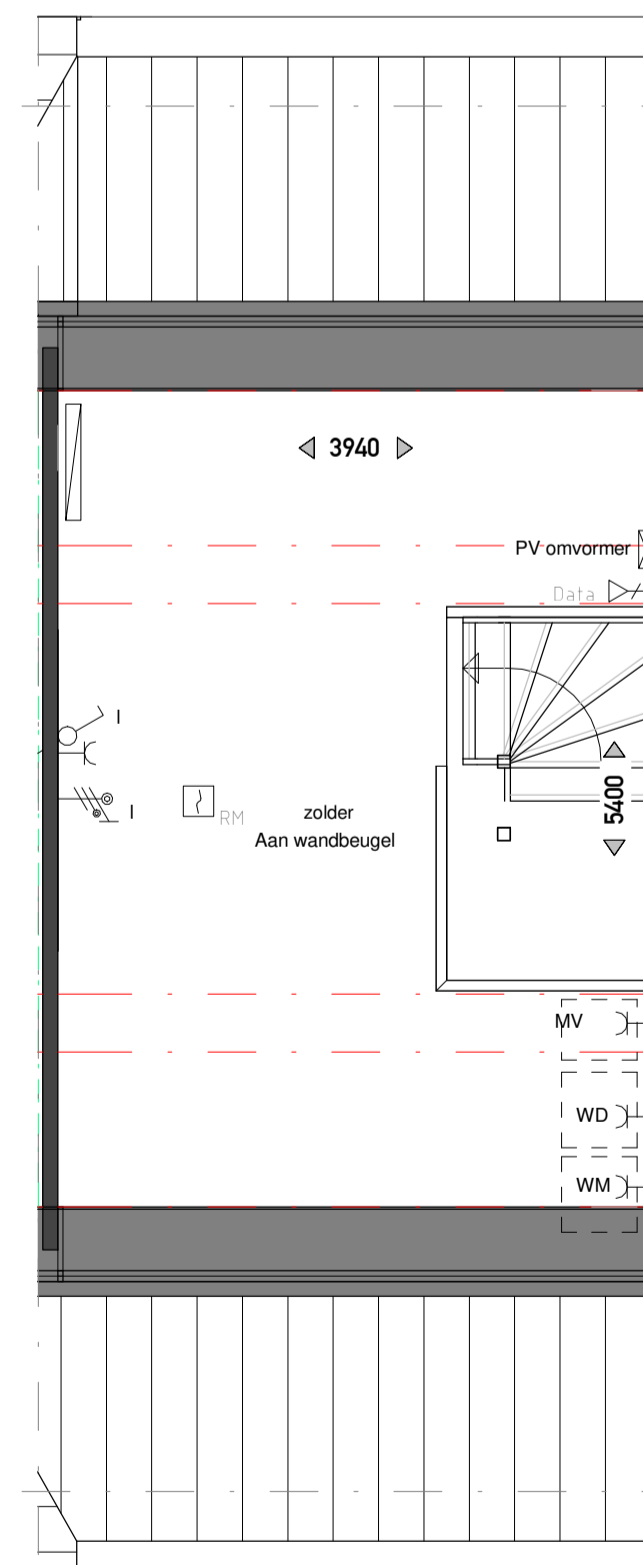 3940
PV omvormer
Data
I
5400
I
RM
zolder
Aan wandbeugel
MV
WD
WM